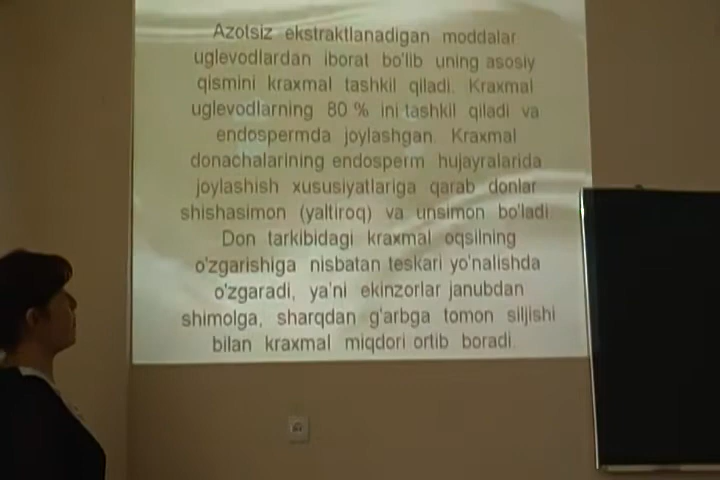 Azotsiz ekstraktlanadigan moddalar
uglevodlardan iborat bo'lib uning asosiy
qismini kraxmal tashkil qiladi. Kraxmal
uglevodlarning 80 % ini tashkil qiladi va
endospermda joylashgan. Kraxmal
donachalarining endosperm hujayralarida
joylashish xususiyatlariga qarab donlar
shishasimon (yaltiroq) va unsimon bo'ladi
Don tarkibidagi kraxmal oqsilning
o'zgarishiga nisbatan teskari yo'nalishda
o'zgaradi, ya'ni ekinzorlar janubdan
shimolga, sharqdan g'arbga tomon siljishi
bilan kraxmal miqdori ortib boradi.